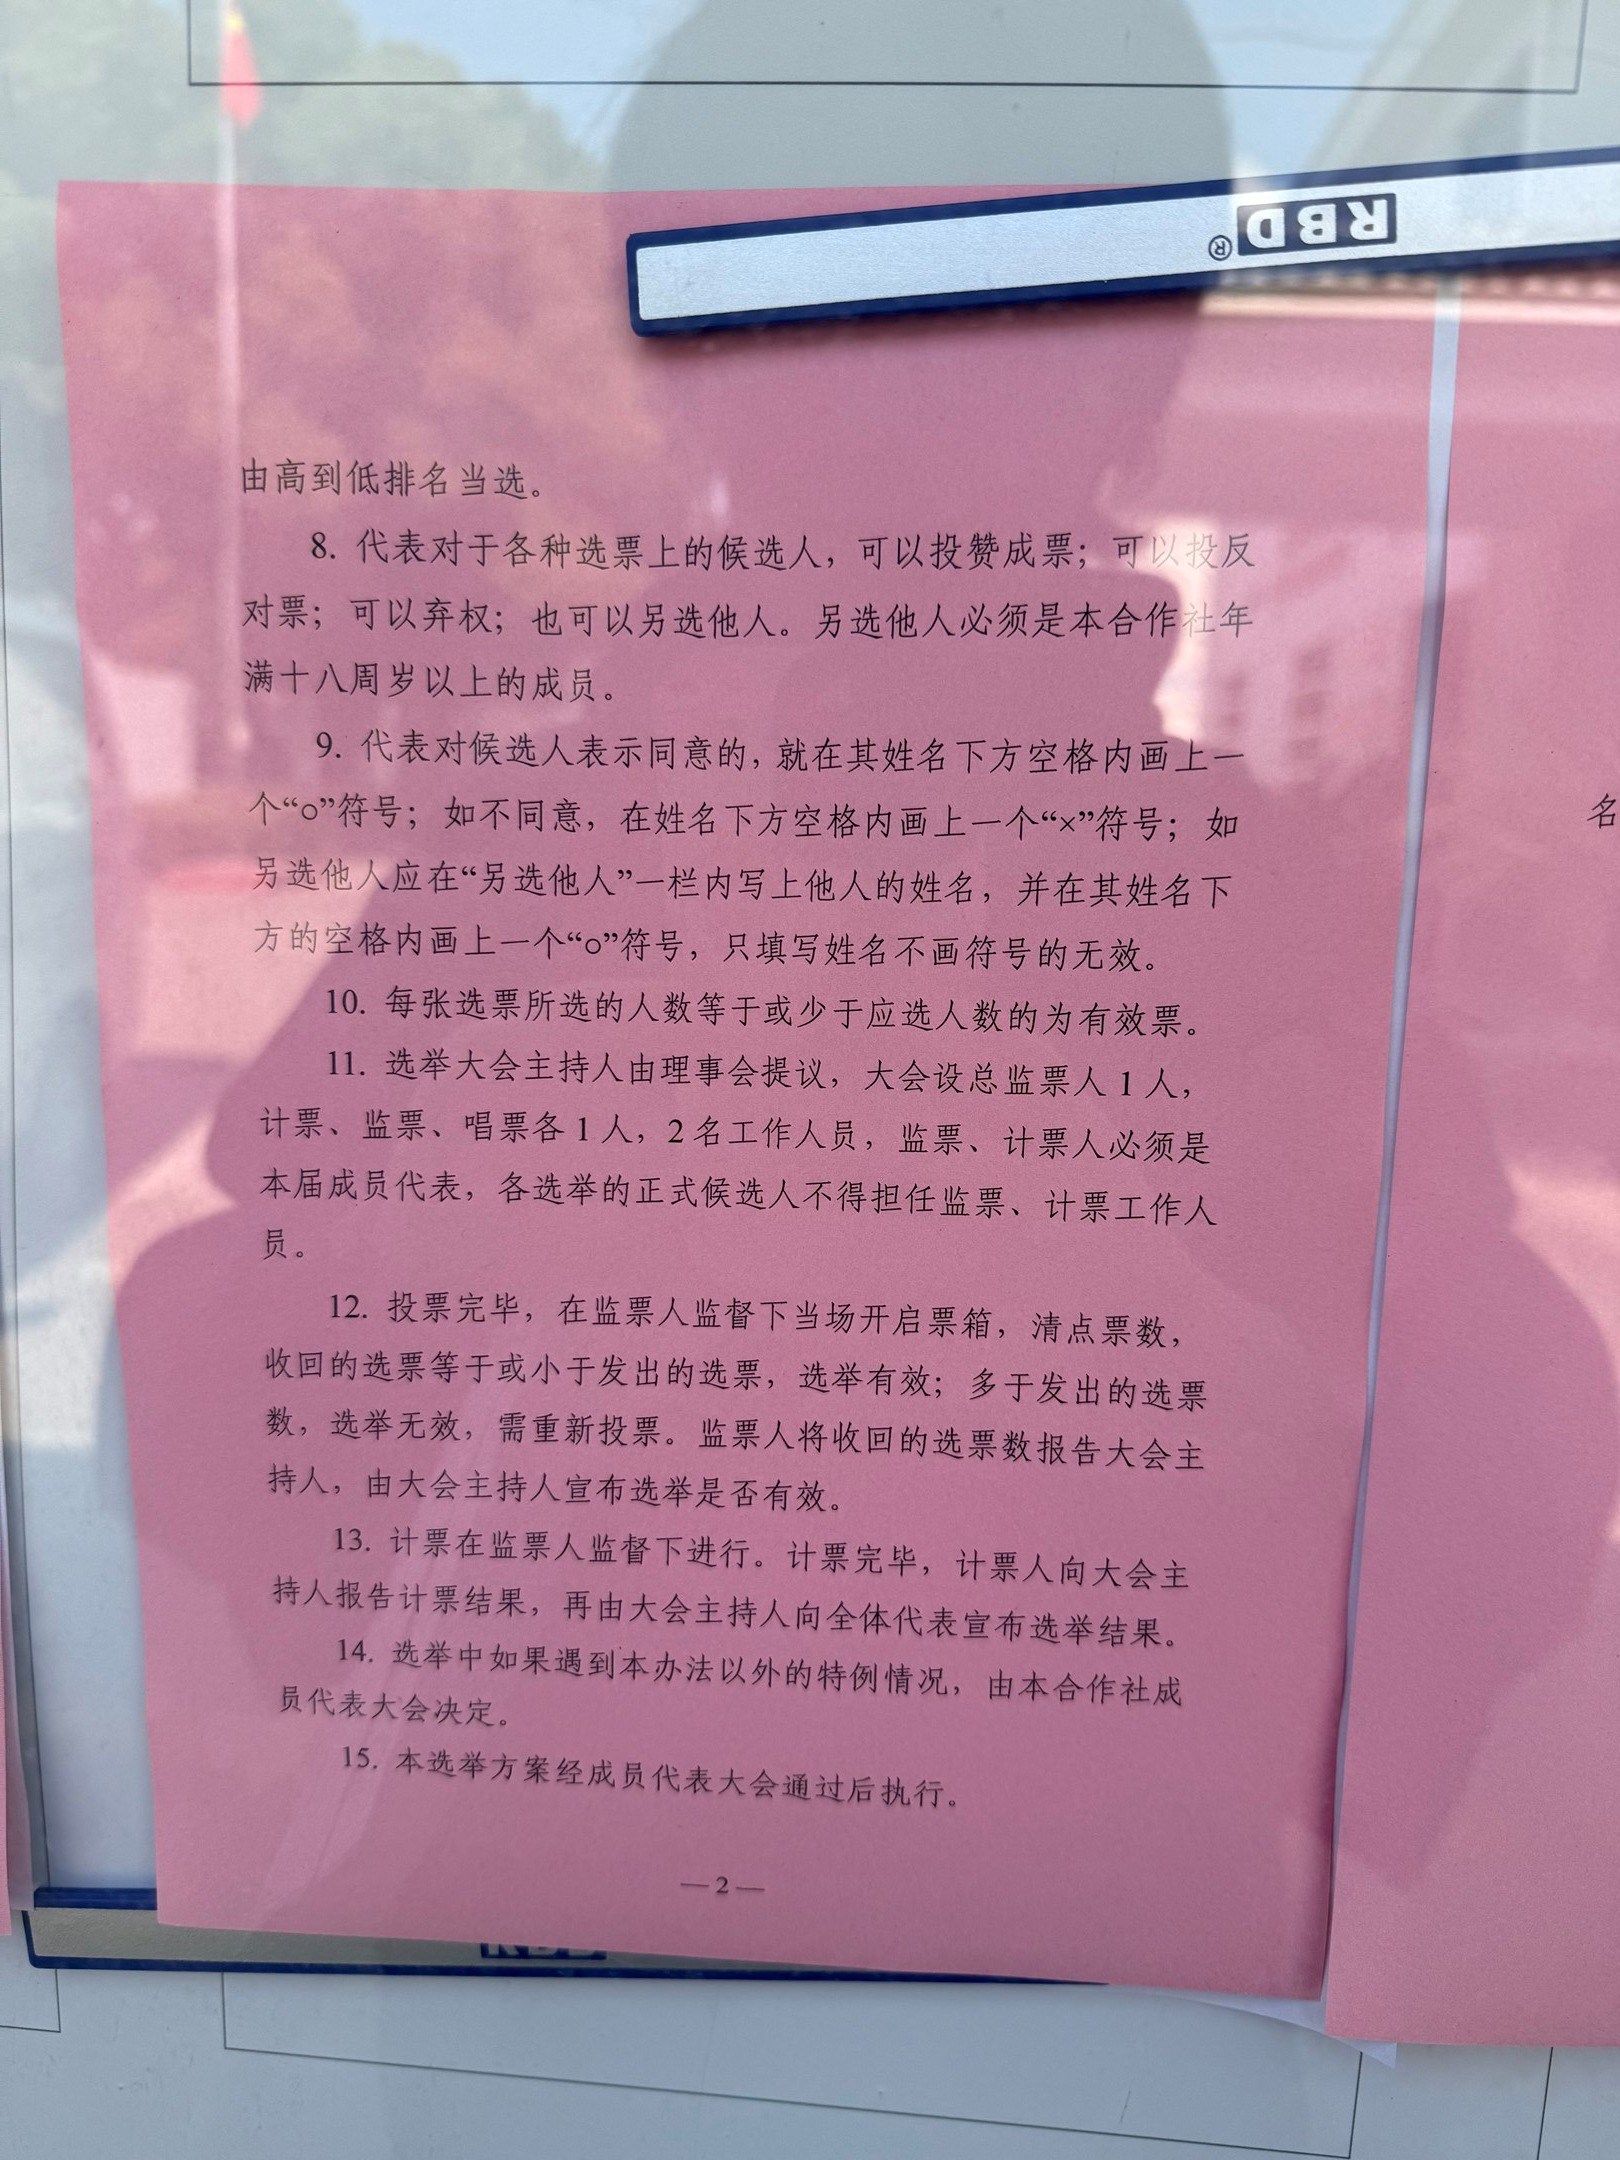 RBD®
由高到低排名当选。
8. 代表对于各种选票上的候选人，可以投赞成票；可以投反
对票；可以弃权；也可以另选他人。另选他人必须是本合作社年
满十八周岁以上的成员。
9. 代表对候选人表示同意的，就在其姓名下方空格内画上一
个“○”符号；如不同意，在姓名下方空格内画上一个“×”符号；如
另选他人应在“另选他人”一栏内写上他人的姓名，并在其姓名下
方的空格内画上一个“○”符号，只填写姓名不画符号的无效。
10. 每张选票所选的人数等于或少于应选人数的为有效票。
11. 选举大会主持人由理事会提议，大会设总监票人 1 人，
计票、监票、唱票各 1 人，2 名工作人员，监票、计票人必须是
本届成员代表，各选举的正式候选人不得担任监票、计票工作人
员。
12. 投票完毕，在监票人监督下当场开启票箱，清点票数，
收回的选票等于或小于发出的选票，选举有效；多于发出的选票
数，选举无效，需重新投票。监票人将收回的选票数报告大会主
持人，由大会主持人宣布选举是否有效。
13. 计票在监票人监督下进行。计票完毕，计票人向大会主
持人报告计票结果，再由大会主持人向全体代表宣布选举结果。
14. 选举中如果遇到本办法以外的特例情况，由本合作社成
员代表大会决定。
15. 本选举方案经成员代表大会通过后执行。
— 2 —
名